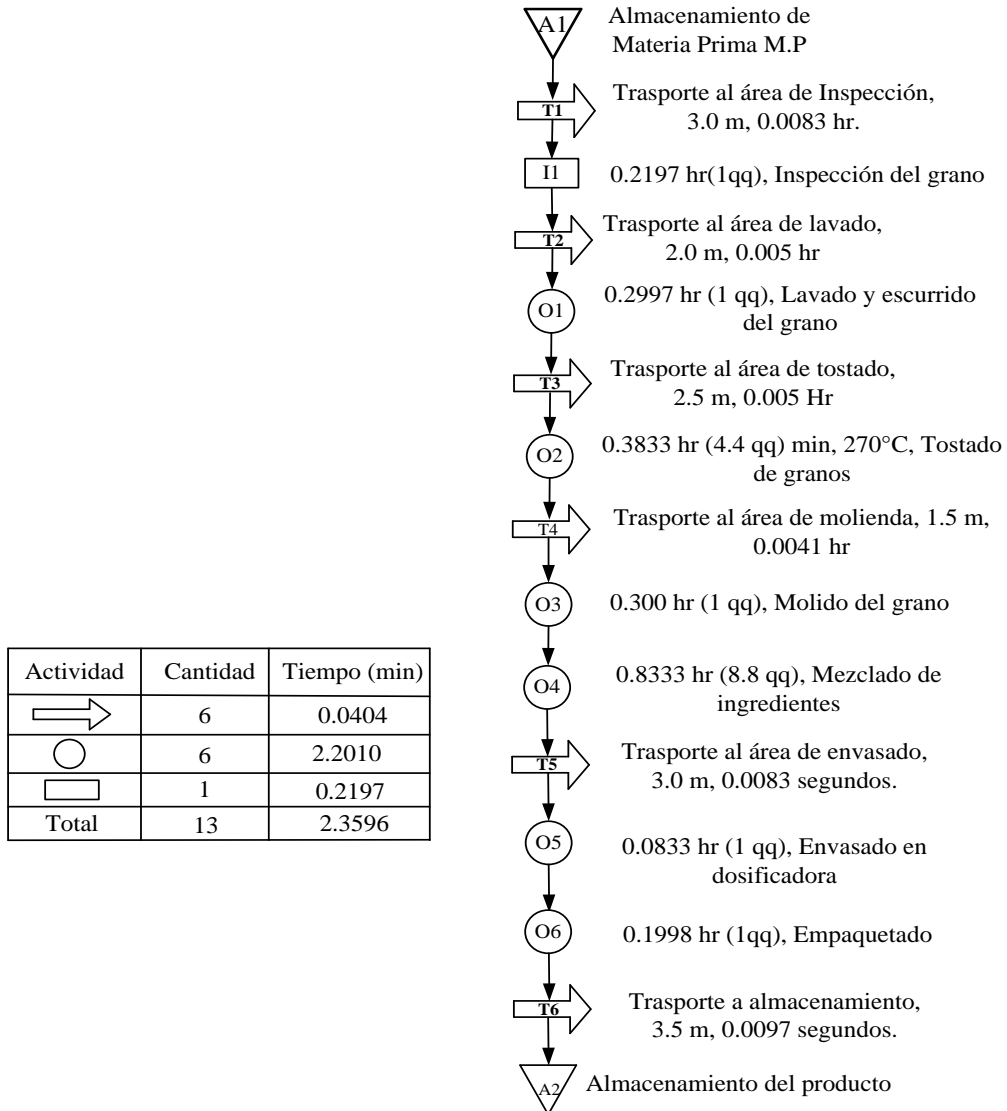 A1
Almacenamiento de
Materia Prima M.P
T1
Trasporte al área de Inspección,
3.0 m, 0.0083 hr.
I1
0.2197 hr(1qq), Inspección del grano
T2
Trasporte al área de lavado,
2.0 m, 0.005 hr
O1
0.2997 hr (1 qq), Lavado y escurrido
del grano
T3
Trasporte al área de tostado,
2.5 m, 0.005 Hr
O2
0.3833 hr (4.4 qq) min, 270°C, Tostado
de granos
T4
Trasporte al área de molienda, 1.5 m,
0.0041 hr
O3
0.300 hr (1 qq), Molido del grano
O4
0.8333 hr (8.8 qq), Mezclado de
ingredientes
T5
Trasporte al área de envasado,
3.0 m, 0.0083 segundos.
O5
0.0833 hr (1 qq), Envasado en
dosificadora
O6
0.1998 hr (1qq), Empaquetado
T6
Trasporte a almacenamiento,
3.5 m, 0.0097 segundos.
A2
Almacenamiento del producto
Actividad Cantidad Tiempo (min)
6 0.0404
6 2.2010
1 0.2197
Total 13 2.3596